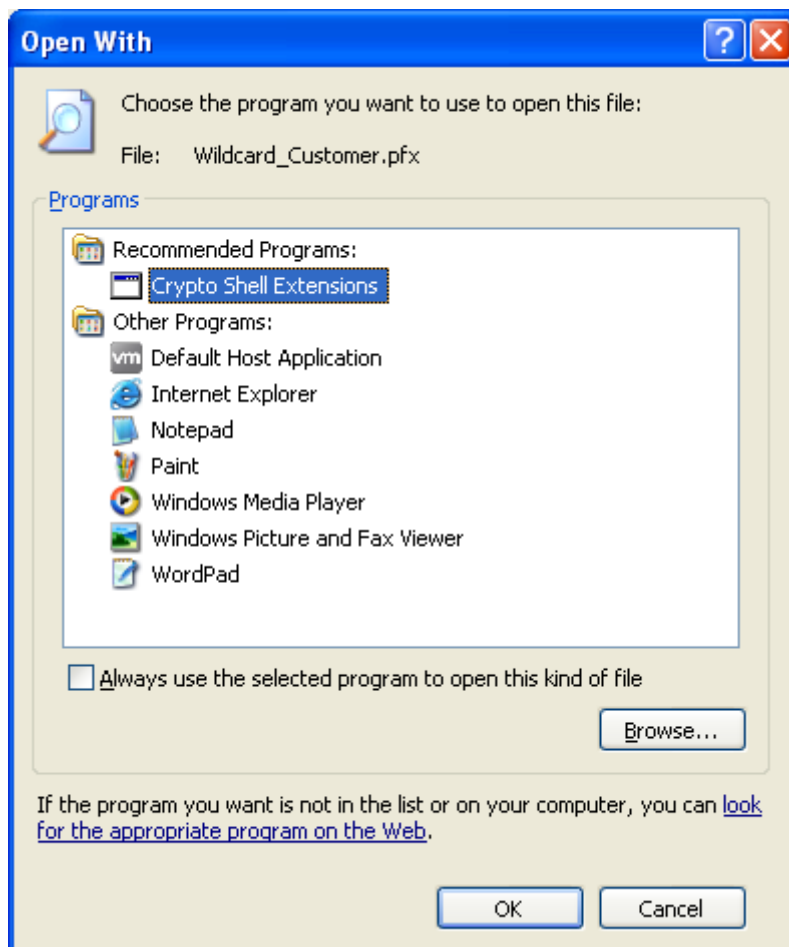 Open With
Choose the program you want to use to open this file:
File: Wildcard_Customer.pfx
Programs
Recommended Programs:
Crypto Shell Extensions
Other Programs:
vm Default Host Application
Internet Explorer
Notepad
Paint
Windows Media Player
Windows Picture and Fax Viewer
WordPad
Always use the selected program to open this kind of file
Browse...
If the program you want is not in the list or on your computer, you can look
for the appropriate program on the Web.
OK Cancel